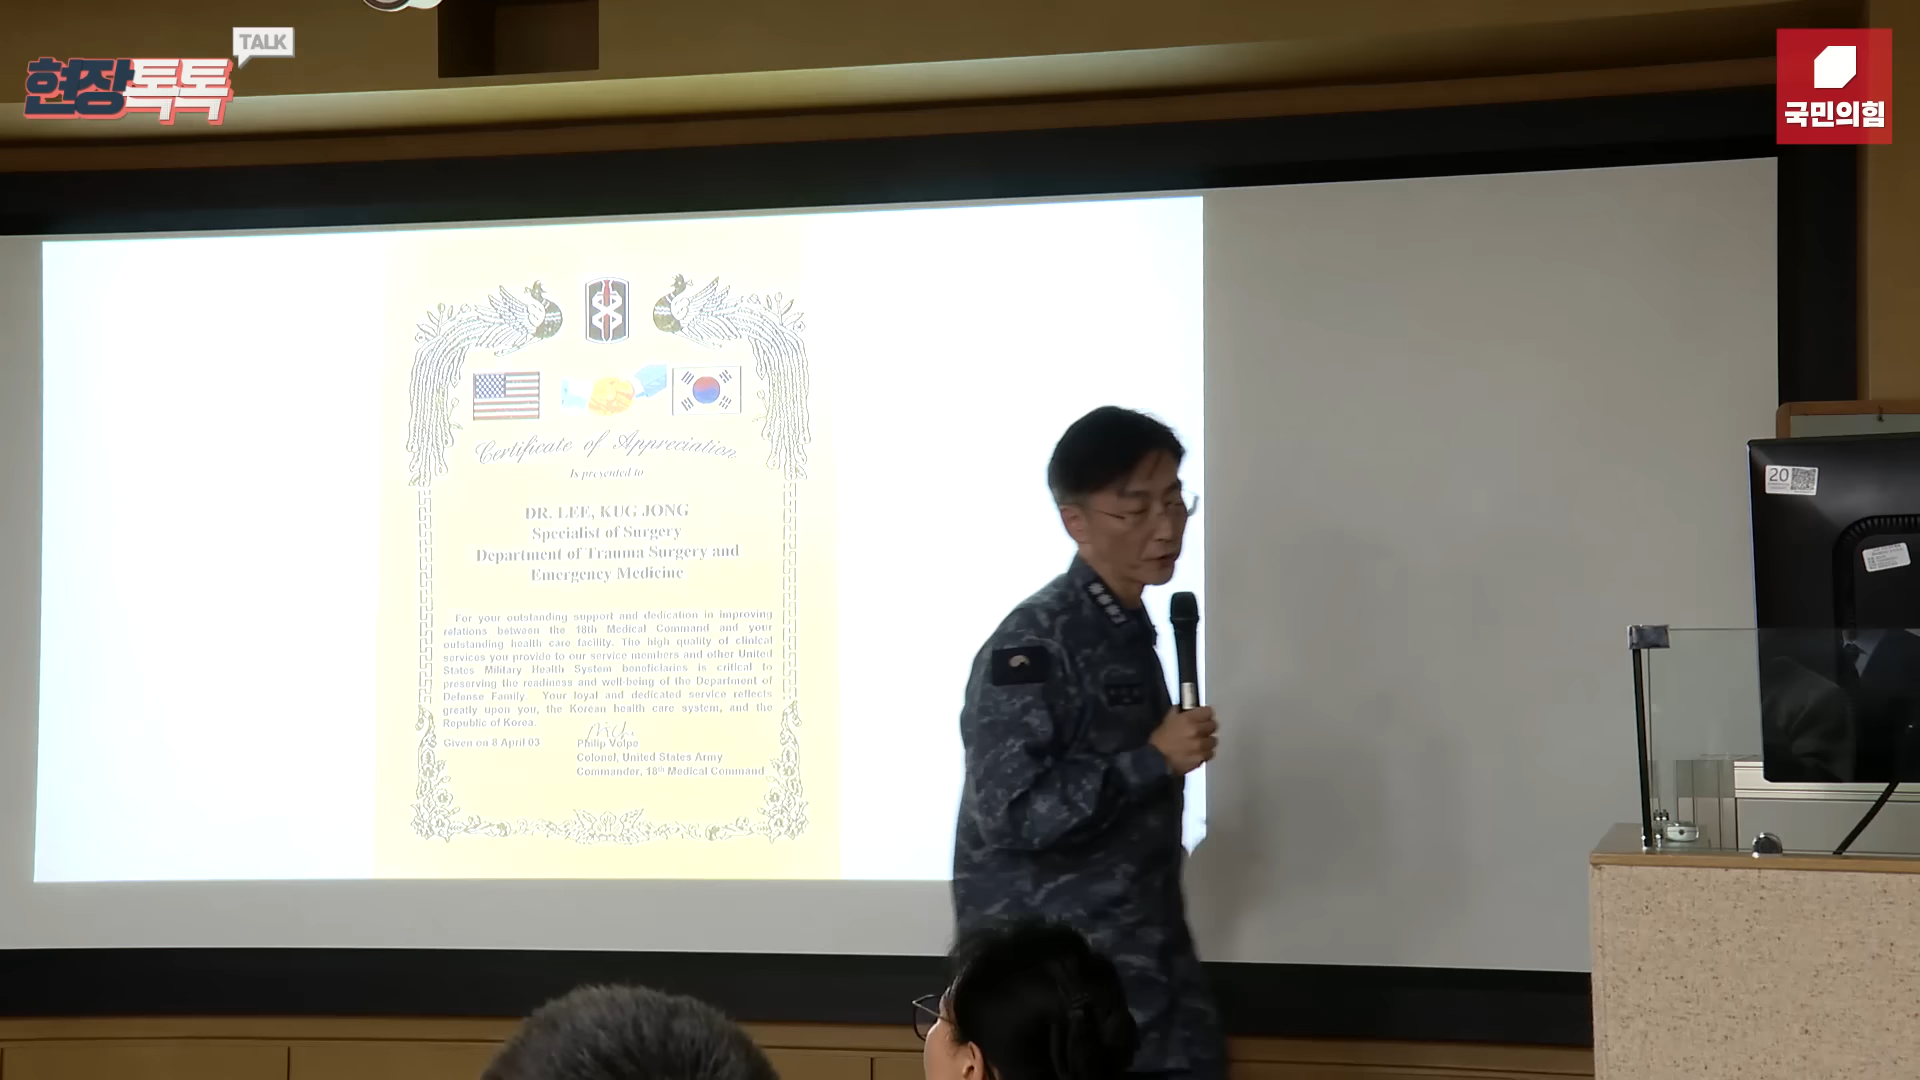 TALK
현장톡톡
국민의힘
Certificate of Appreciation
Is presented to
DR. LEE, KUG JONG
Specialist of Surgery
Department of Trauma Surgery and
Emergency Medicine
For your outstanding support and dedication in improving
relations between the 18th Medical Command and your
outstanding health care facility. The high quality of clinical
services you provide to our service members and other United
States Military Health System beneficiaries is critical to
preserving the readiness and well-being of the Department of
Defense Family. Your loyal and dedicated service reflects
greatly upon you, the Korean health care system, and the
Republic of Korea.
Given on 8 April 03
Philip Volpe
Colonel, United States Army
Commander, 18th Medical Command
20